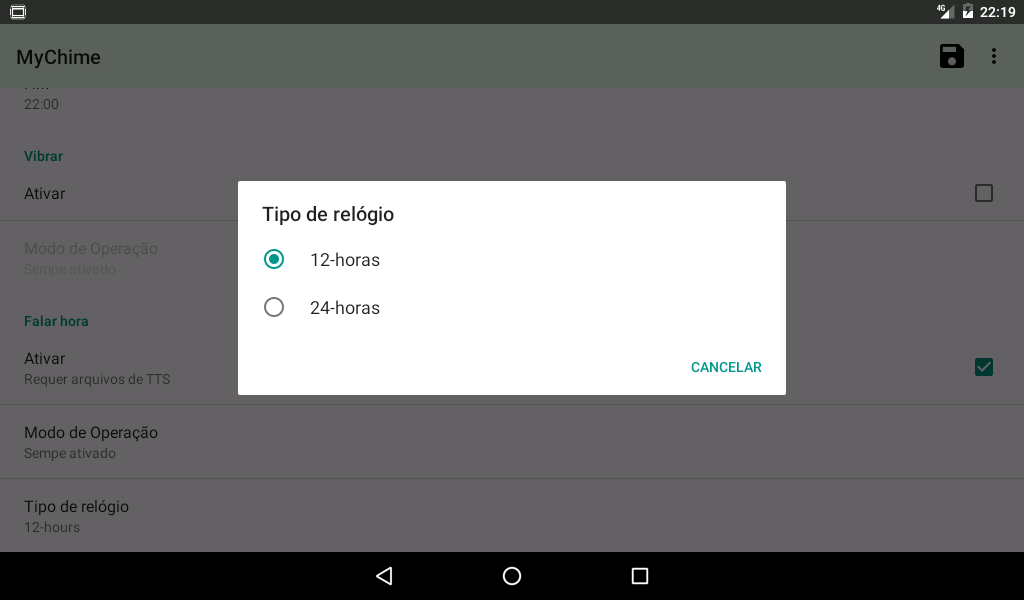 4G
22:19
MyChime
22:00
Vibrar
Ativar
Modo de Operação
Sempe ativado
Falar hora
Ativar
Requer arquivos de TTS
Modo de Operação
Sempe ativado
Tipo de relógio
12-hours
Tipo de relógio
12-horas
24-horas
CANCELAR